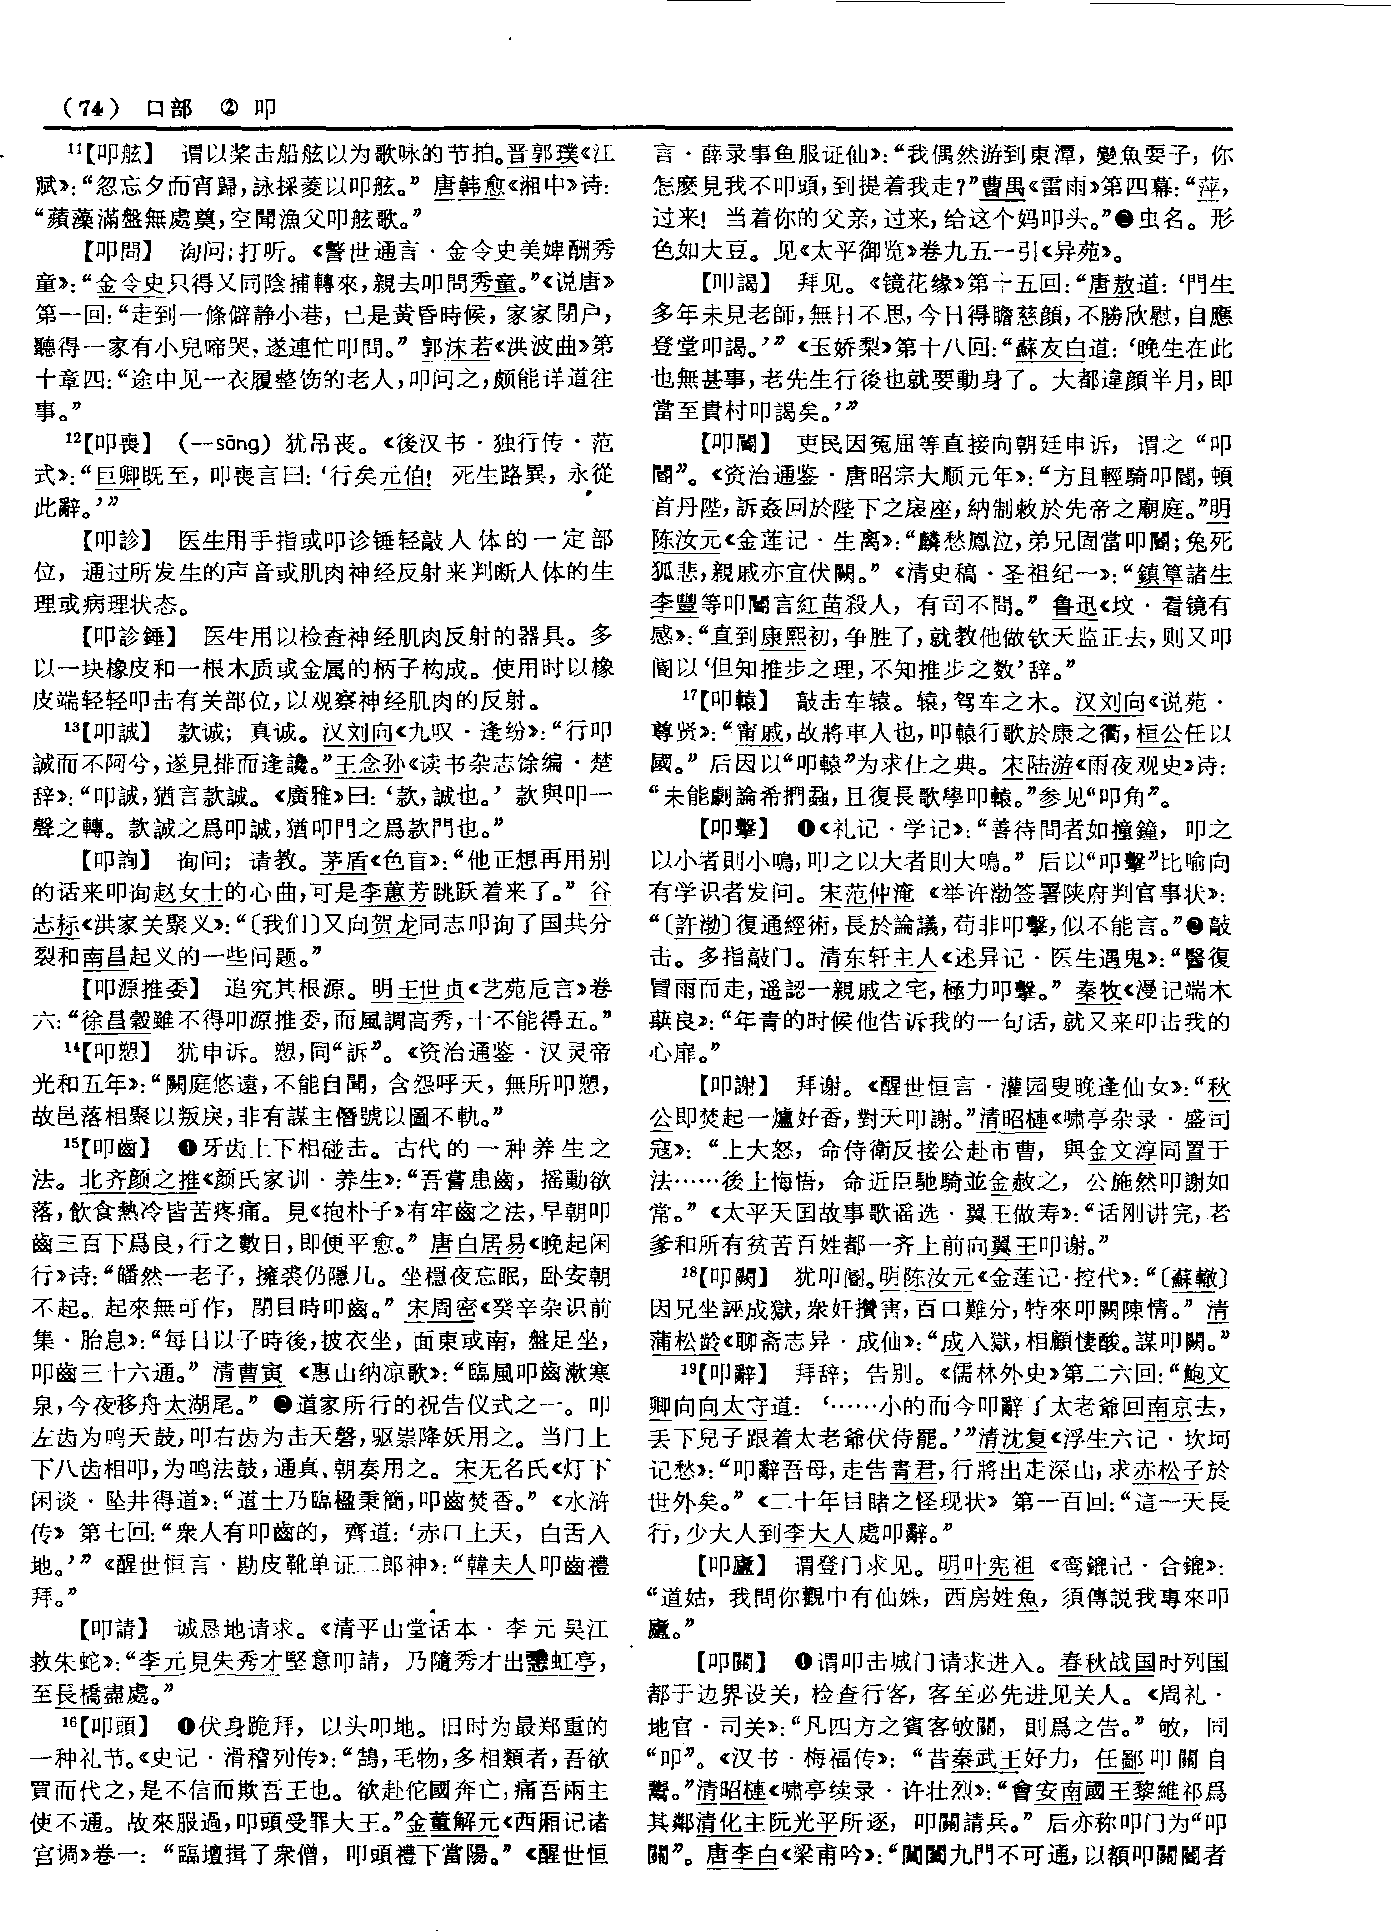 (74) 口部 ② 叩
11【叩舷】 谓以桨击船舷以为歌咏的节拍。晋郭璞《江
赋》:“忽忘夕而宵歸,詠採菱以叩舷。” 唐韩愈《湘中》诗:
“蘋藻滿盤無處奠,空聞漁父叩舷歌。”
【叩問】 询问;打听。《警世通言·金令史美婢酬秀
童》:“金令史只得又同陰捕轉來,親去叩問秀童。”《说唐》
第一回:“走到一條僻静小巷,已是黄昏時候,家家閉户,
聽得一家有小兒啼哭,遂連忙叩問。” 郭沫若《洪波曲》第
十章四:“途中见一衣履整饬的老人,叩问之,颇能详道往
事。”
12【叩喪】 (--sāng) 犹吊丧。《後汉书·独行传·范
式》:“巨卿既至,叩喪言曰:‘行矣元伯! 死生路異,永從
此辭。’”
【叩診】 医生用手指或叩诊锤轻敲人体的一定部
位,通过所发生的声音或肌肉神经反射来判断人体的生
理或病理状态。
【叩診錘】 医生用以检查神经肌肉反射的器具。多
以一块橡皮和一根木质或金属的柄子构成。使用时以橡
皮端轻轻叩击有关部位,以观察神经肌肉的反射。
13【叩誠】 款诚; 真诚。汉刘向《九叹·逢纷》:“行叩
誠而不阿兮,遂見排而逢讒。”王念孙《读书杂志馀编·楚
辞》:“叩誠,猶言款誠。《廣雅》曰:‘款,誠也。’ 款與叩一
聲之轉。款誠之爲叩誠,猶叩門之爲款門也。”
【叩詢】 询问; 请教。茅盾《色盲》:“他正想再用别
的话来叩询赵女士的心曲,可是李蕙芳跳跃着来了。” 谷
志标《洪家关聚义》:“〔我们〕又向贺龙同志叩询了国共分
裂和南昌起义的一些问题。”
【叩源推委】 追究其根源。明王世贞《艺苑卮言》卷
六:“徐昌穀雖不得叩源推委,而風調高秀,十不能得五。”
14【叩愬】 犹申诉。愬,同“訴”。《资治通鉴·汉灵帝
光和五年》:“闕庭悠遠,不能自聞,含怨呼天,無所叩愬,
故邑落相聚以叛戾,非有謀主僭號以圖不軌。”
15【叩齒】 ❶牙齿上下相碰击。古代的一种养生之
法。北齐颜之推《颜氏家训·养生》:“吾嘗患齒,摇動欲
落,飲食熱冷皆苦疼痛。見《抱朴子》有牢齒之法,早朝叩
齒三百下爲良,行之數日,即便平愈。” 唐白居易《晚起闲
行》诗:“皤然一老子,擁裘仍隱几。坐穩夜忘眠,卧安朝
不起。起來無可作,閉目時叩齒。” 宋周密《癸辛杂识前
集·胎息》:“每日以子時後,披衣坐,面東或南,盤足坐,
叩齒三十六通。” 清曹寅 《惠山纳凉歌》:“臨風叩齒漱寒
泉,今夜移舟太湖尾。” ❷道家所行的祝告仪式之一。叩
左齿为鸣天鼓,叩右齿为击天磬,驱祟降妖用之。当门上
下八齿相叩,为鸣法鼓,通真、朝奏用之。宋无名氏《灯下
闲谈·坠井得道》:“道士乃臨楹秉簡,叩齒焚香。” 《水浒
传》 第七回:“衆人有叩齒的,齊道:‘赤口上天,白舌入
地。’” 《醒世恒言·勘皮靴单证二郎神》:“韓夫人叩齒禮
拜。”
【叩請】 诚恳地请求。《清平山堂话本·李元吴江
救朱蛇》:“李元見朱秀才堅意叩請,乃隨秀才出虹亭,
至長橋盡處。”
16【叩頭】 ❶伏身跪拜,以头叩地。旧时为最郑重的
一种礼节。《史记·滑稽列传》:“鹄,毛物,多相類者,吾欲
買而代之,是不信而欺吾王也。欲赴佗國奔亡;痛吾兩主
使不通。故來服過,叩頭受罪大王。”金董解元《西厢记诸
宫调》卷一: “臨壇揖了衆僧,叩頭禮下當陽。” 《醒世恒
言·薛录事鱼服证仙》:“我偶然游到東潭,變魚耍子,你
怎麽見我不叩頭,到提着我走?”曹禺《雷雨》第四幕:“萍,
过来! 当着你的父亲,过来,给这个妈叩头。”❷虫名。形
色如大豆。见《太平御览》卷九五一引《异苑》。
【叩謁】 拜见。《镜花缘》第十五回:“唐敖道:‘門生
多年未見老師,無日不思,今日得瞻慈顔,不勝欣慰,自應
登堂叩謁。’” 《玉娇梨》第十八回:“蘇友白道:‘晚生在此
也無甚事,老先生行後也就要動身了。大都違顔半月,即
當至貴村叩謁矣。’”
【叩閽】 吏民因冤屈等直接向朝廷申诉,谓之 “叩
閽”。《资治通鉴·唐昭宗大顺元年》:“方且輕騎叩閽,頓
首丹陛,訴姦回於陛下之扆座,納制敕於先帝之廟庭。”明
陈汝元《金莲记·生离》:“麟愁鳳泣,弟兄固當叩閽;兔死
狐悲,親戚亦宜伏闕。” 《清史稿·圣祖纪一》:“鎮筸諸生
李豐等叩閽言紅苗殺人,有司不問。” 鲁迅《坟·看镜有
感》:“直到康熙初,争胜了,就教他做钦天监正去,则又叩
阍以‘但知推步之理,不知推步之数’辞。”
17【叩轅】 敲击车辕。辕,驾车之木。汉刘向《说苑·
尊贤》:“甯戚,故將車人也,叩轅行歌於康之衢,桓公任以
國。” 后因以“叩轅”为求仕之典。宋陆游《雨夜观史》诗:
“未能劇論希捫蝨,且復長歌學叩轅。”参见“叩角”。
【叩擊】 ❶《礼记·学记》:“善待問者如撞鐘,叩之
以小者則小鳴,叩之以大者則大鳴。” 后以“叩擊”比喻向
有学识者发问。宋范仲淹 《举许渤签署陕府判官事状》:
“〔許渤〕復通經術,長於論議,苟非叩擊,似不能言。”❷敲
击。多指敲门。清东轩主人《述异记·医生遇鬼》:“醫復
冒雨而走,遥認一親戚之宅,極力叩擊。” 秦牧《漫记端木
蕻良》:“年青的时候他告诉我的一句话,就又来叩击我的
心扉。”
【叩謝】 拜谢。《醒世恒言·灌园叟晚逢仙女》:“秋
公即焚起一爐好香,對天叩謝。”清昭槤《啸亭杂录·盛司
寇》: “上大怒,命侍衛反接公赴市曹,與金文淳同置于
法……後上悔悟,命近臣馳騎並金赦之,公施然叩謝如
常。” 《太平天国故事歌谣选·翼王做寿》:“话刚讲完,老
爹和所有贫苦百姓都一齐上前向翼王叩谢。”
18【叩闕】 犹叩阍。明陈汝元《金莲记·控代》:“〔蘇轍〕
因兄坐誣成獄,衆奸攢害,百口難分,特來叩闕陳情。” 清
蒲松龄《聊斋志异·成仙》:“成入獄,相顧悽酸。謀叩闕。”
19【叩辭】 拜辞; 告别。《儒林外史》第二六回:“鮑文
卿向向太守道: ‘……小的而今叩辭了太老爺回南京去,
丢下兒子跟着太老爺伏侍罷。’”清沈复《浮生六记·坎坷
记愁》:“叩辭吾母,走告青君,行將出走深山,求赤松子於
世外矣。” 《二十年目睹之怪现状》 第一百回:“這一天長
行,少大人到李大人處叩辭。”
【叩廬】 谓登门求见。明叶宪祖 《鸾鎞记·合鎞》:
“道姑,我問你觀中有仙姝,西房姓魚,須傳説我專來叩
廬。”
【叩關】 ❶谓叩击城门请求进入。春秋战国时列国
都于边界设关,检查行客,客至必先进见关人。《周礼·
地官·司关》:“凡四方之賓客敂關,則爲之告。” 敂,同
“叩”。《汉书·梅福传》: “昔秦武王好力,任鄙叩關自
鬻。”清昭槤《啸亭续录·许壮烈》:“會安南國王黎維祁爲
其鄰清化主阮光平所逐,叩關請兵。” 后亦称叩门为“叩
關”。唐李白《梁甫吟》:“閶闔九門不可通,以額叩關閽者